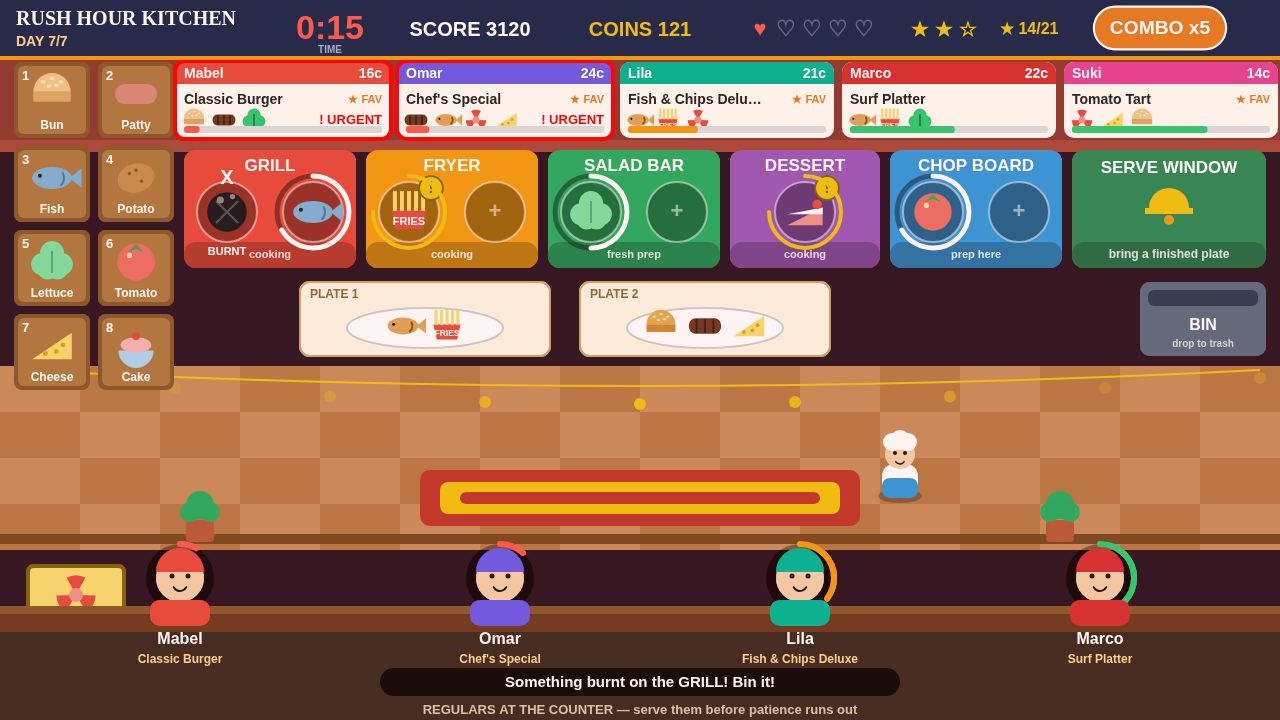 RUSH HOUR KITCHEN
DAY 7/7
0:15
TIME
SCORE 3120
COINS 121
★ 14/21
COMBO x5
1
Bun
2
Patty
3
Fish
4
Potato
5
Lettuce
6
Tomato
7
Cheese
8
Cake
Mabel 16c
Classic Burger ★ FAV
! URGENT
Omar 24c
Chef's Special ★ FAV
! URGENT
Lila 21c
Fish & Chips Delu… ★ FAV
Marco 22c
Surf Platter
Suki 14c
Tomato Tart ★ FAV
GRILL
X
BURNT
cooking
FRYER
FRIES
!
+
cooking
SALAD BAR
+
fresh prep
DESSERT
!
cooking
CHOP BOARD
+
prep here
SERVE WINDOW
bring a finished plate
PLATE 1
FRIES
PLATE 2
BIN
drop to trash
Mabel
Classic Burger
Omar
Chef's Special
Lila
Fish & Chips Deluxe
Marco
Surf Platter
Something burnt on the GRILL! Bin it!
REGULARS AT THE COUNTER — serve them before patience runs out